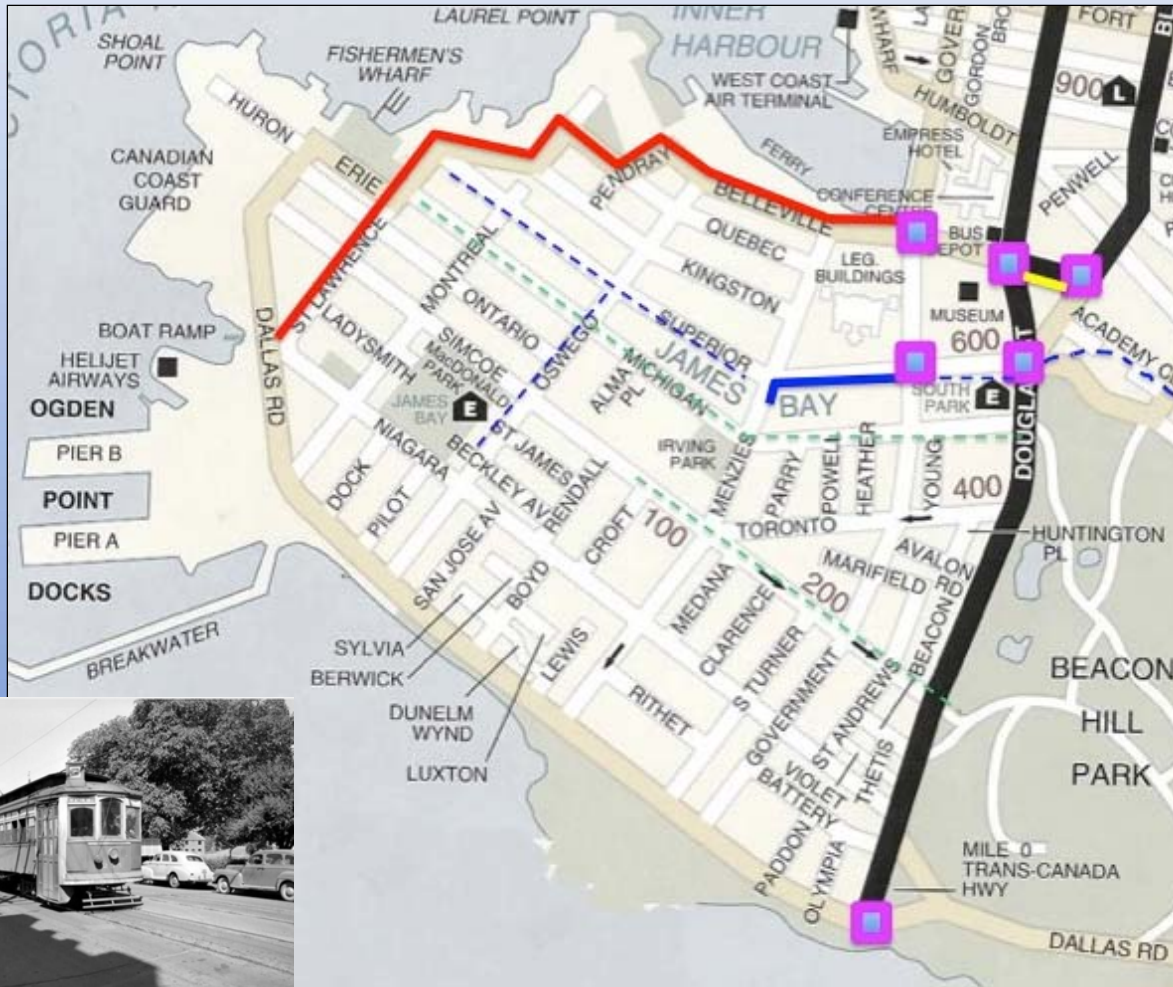 VICTORIA
SHOAL
POINT
LAUREL POINT
FISHERMEN'S
WHARF
INNER
HARBOUR
WEST COAST
AIR TERMINAL
WHARF
GOVER
GORDON
BRO
FORT
900
L
HURON
CANADIAN
COAST
GUARD
ERIE
PENDRAY
FERRY
BELLEVILLE
HUMBOLDT
EMPRESS
HOTEL
CONFERENCE
CENTRE
BUS
DEPOT
PENWELL
QUEBEC
KINGSTON
SUPERIOR
LEG.
BUILDINGS
MUSEUM
600
ACADEMY
ST LAWRENCE
MONTREAL
ONTARIO
SIMCOE
LADYSMITH
MacDONALD
PARK
JAMES
BAY
E
OSWEGO
ALMA
PL
MICHIGAN
JAMES
BAY
SOUTH
PARK
E
DOUGLA
T
BOAT RAMP
HELIJET
AIRWAYS
OGDEN
PIER B
POINT
PIER A
DOCKS
BREAKWATER
DALLAS RD
NIAGARA
DOCK
PILOT
BECKLEY AV
ST JAMES
RENDALL
SAN JOSE AV
CROFT
BOYD
SYLVIA
BERWICK
DUNELM
WYND
LUXTON
LEWIS
IRVING
PARK
MENZIES
PARRY
POWELL
HEATHER
YOUNG
400
TORONTO
100
200
MARIFIELD
AVALON
RD
HUNTINGTON
PL
MEDANA
CLARENCE
S TURNER
GOVERNMENT
ST ANDREWS
BEACON
RITHET
VIOLET
THETIS
BATTERY
PADDON
OLYMPIA
BEACON
HILL
PARK
MILE 0
TRANS-CANADA
HWY
DALLAS RD